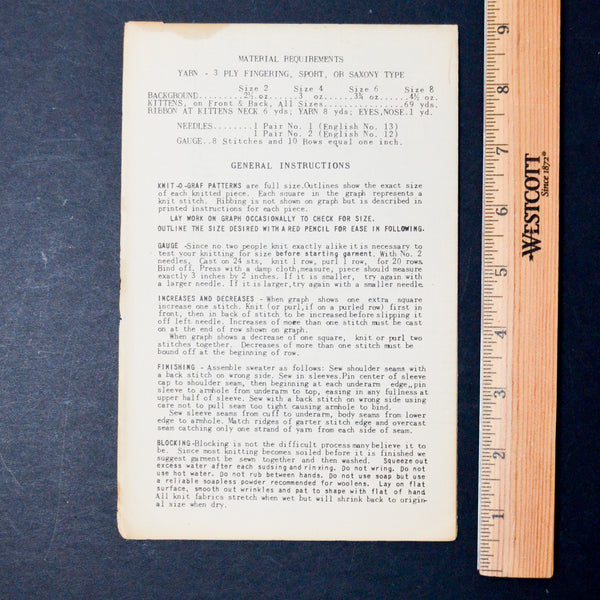 MATERIAL REQUIREMENTS
YARN - 3 PLY FINGERING, SPORT, OR SAXONY TYPE
Size 2 Size 4 Size 6 Size 8
BACKGROUND..........2½ oz.....3 oz.....3¾ oz.....4½ oz.
KITTENS, on Front & Back, All Sizes...............69 yds.
RIBBON AT KITTENS NECK 6 yds; YARN 8 yds; EYES,NOSE.1 yd.
NEEDLES.........1 Pair No. 1 (English No. 13)
1 Pair No. 2 (English No. 12)
GAUGE..8 Stitches and 10 Rows equal one inch.
GENERAL INSTRUCTIONS
KNIT-O-GRAF PATTERNS are full size.Outlines show the exact size
of each knitted piece. Each square in the graph represents a
knit stitch. Ribbing is not shown on graph but is described in
printed instructions for each piece.
LAY WORK ON GRAPH OCCASIONALLY TO CHECK FOR SIZE.
OUTLINE THE SIZE DESIRED WITH A RED PENCIL FOR EASE IN FOLLOWING.
GAUGE -Since no two people knit exactly alike it is necessary to
test your knitting for size before starting garment. With No. 2
needles, Cast on 24 sts, knit 1 row, purl 1 row, for 20 rows.
Bind off. Press with a damp cloth,measure, piece should measure
exactly 3 inches by 2 inches. If it is smaller, try again with
a larger needle. If it is larger,try again with a smaller needle.
INCREASES AND DECREASES - When graph shows one extra square
increase one stitch. Knit (or purl,if on a purled row) first in
front, then in back of stitch to be increased before slipping it
off left needle. Increases of more than one stitch must be cast
on at the end of row shown on graph.
When graph shows a decrease of one square, knit or purl two
stitches together. Decreases of more than one stitch must be
bound off at the beginning of row.
FINISHING - Assemble sweater as follows: Sew shoulder seams with
a back stitch on wrong side. Sew in sleeves.Pin center of sleeve
cap to shoulder seam, then beginning at each underarm edge,,pin
sleeve to armhole from underarm to top, easing in any fullness at
upper half of sleeve. Sew with a back stitch on wrong side using
care not to pull seam too tight causing armhole to bind.
Sew sleeve seams from cuff to underarm, body seams from lower
edge to armhole. Match ridges of garter stitch edge and overcast
seam catching only one strand of yarn from each side of seam.
BLOCKING-Blocking is not the difficult process many believe it to
be. Since most knitting becomes soiled before it is finished we
suggest garment be sewn together and then washed. Squeeze out
excess water after each sudsing and rinxing. Do not wring. Do not
use hot water. Do not rub between hands. Do not use soap but use
a reliable soapless powder recommended for woolens. Lay on flat
surface, smooth out wrinkles and pat to shape with flat of hand.
All knit fabrics stretch when wet but will shrink back to origin-
al size when dry.
WESTCOTT
Since 1872®
9
8
7
6
5
4
3
2
1